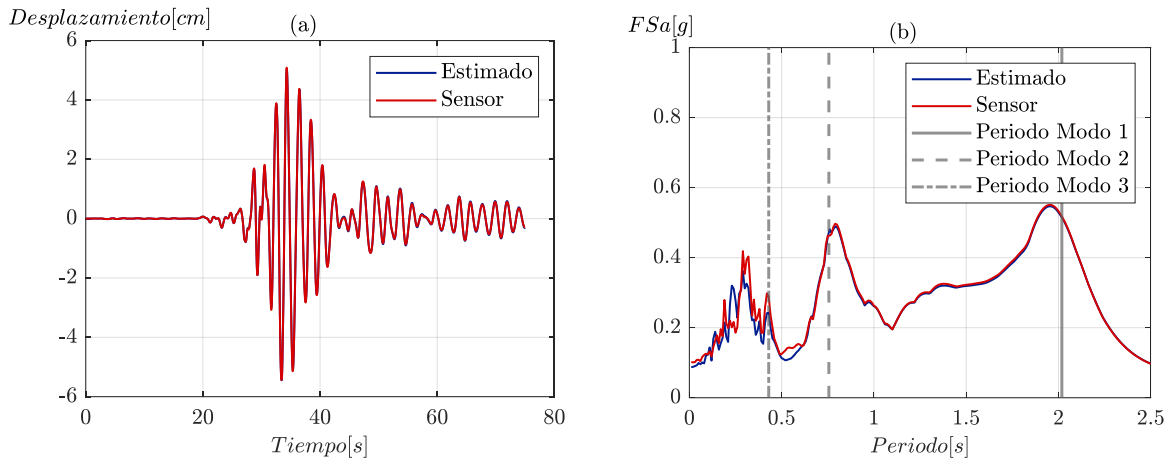 Desplazamiento[cm]
(a)
6
4
2
0
-2
-4
-6
0
20
40
60
80
Tiempo[s]
Estimado
Sensor
FSa[g]
(b)
1
0.8
0.6
0.4
0.2
0
0
0.5
1
1.5
2
2.5
Periodo[s]
Estimado
Sensor
Periodo Modo 1
Periodo Modo 2
Periodo Modo 3